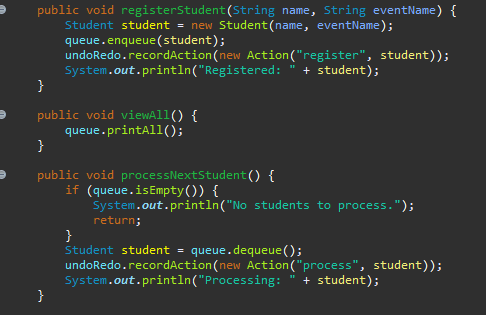 public void registerStudent(String name, String eventName) {
    Student student = new Student(name, eventName);
    queue.enqueue(student);
    undoRedo.recordAction(new Action("register", student));
    System.out.println("Registered: " + student);
}

public void viewAll() {
    queue.printAll();
}

public void processNextStudent() {
    if (queue.isEmpty()) {
        System.out.println("No students to process.");
        return;
    }
    Student student = queue.dequeue();
    undoRedo.recordAction(new Action("process", student));
    System.out.println("Processing: " + student);
}